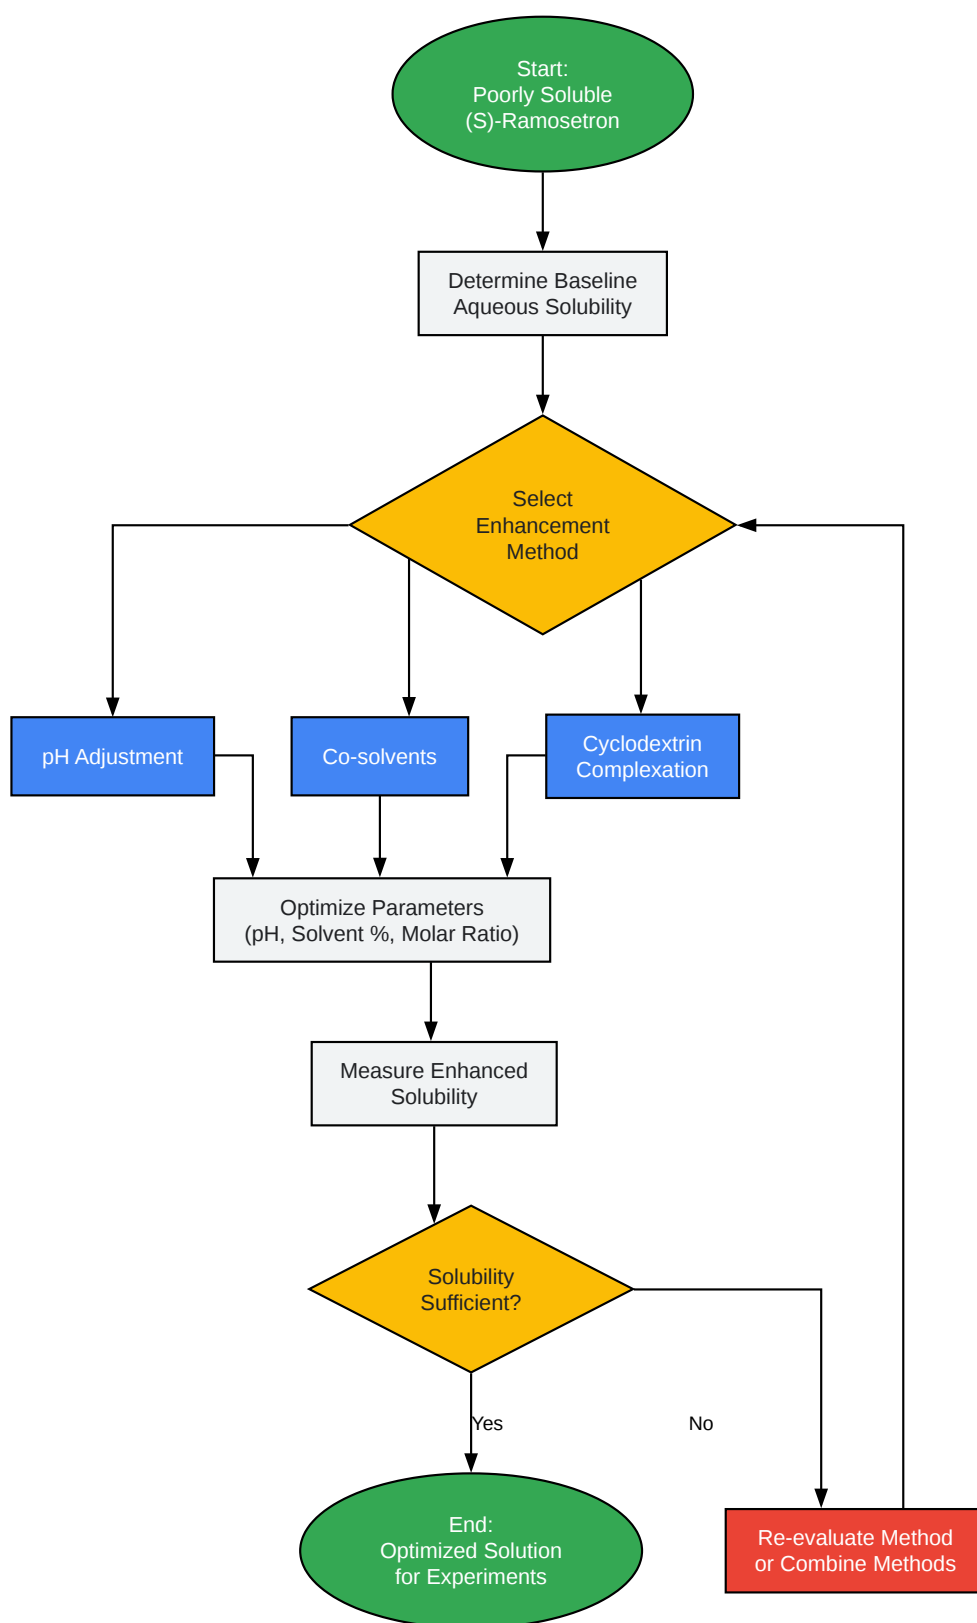 Start:
Poorly Soluble
(S)-Ramosetron
Determine Baseline
Aqueous Solubility
Select
Enhancement
Method
pH Adjustment
Co-solvents
Cyclodextrin
Complexation
Optimize Parameters
(pH, Solvent %, Molar Ratio)
Measure Enhanced
Solubility
Solubility
Sufficient?
Yes
No
End:
Optimized Solution
for Experiments
Re-evaluate Method
or Combine Methods